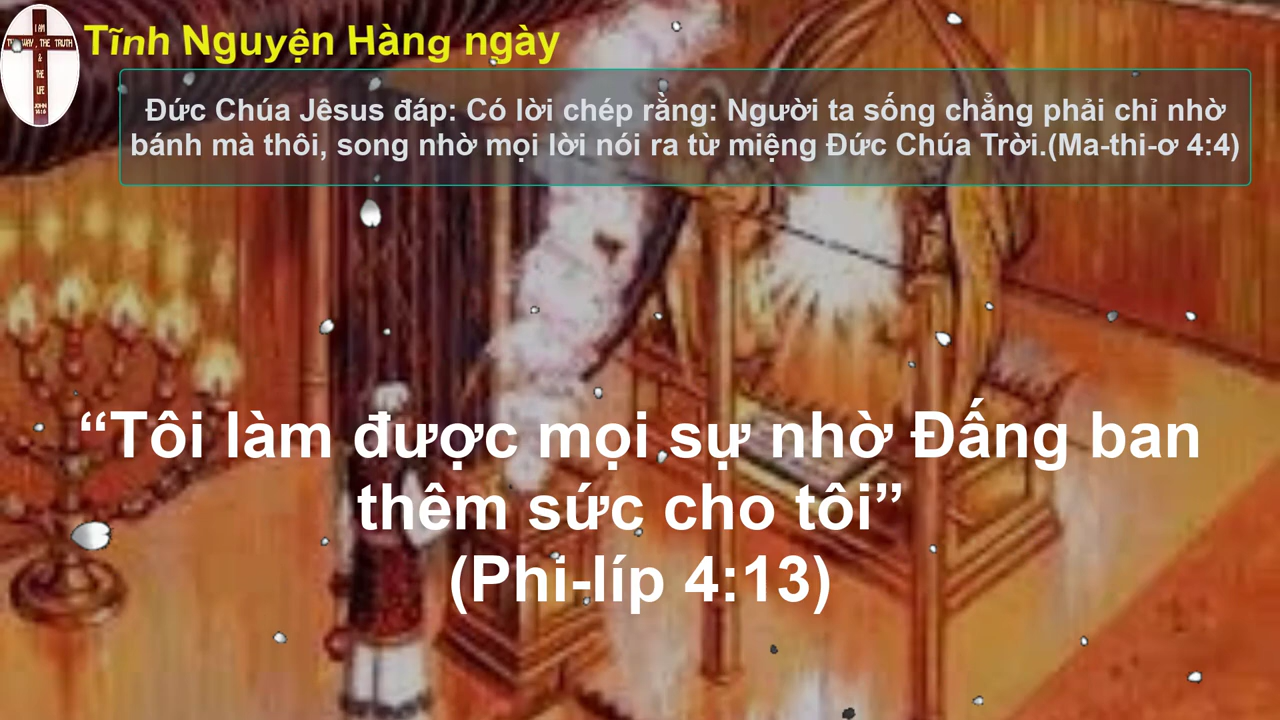 I AM
THE WAY, THE TRUTH
&
THE
LIFE
JOHN
14:6
Tĩnh Nguyện Hàng ngày
Đức Chúa Jêsus đáp: Có lời chép rằng: Người ta sống chẳng phải chỉ nhờ
bánh mà thôi, song nhờ mọi lời nói ra từ miệng Đức Chúa Trời.(Ma-thi-ơ 4:4)
“Tôi làm được mọi sự nhờ Đấng ban
thêm sức cho tôi”
(Phi-líp 4:13)